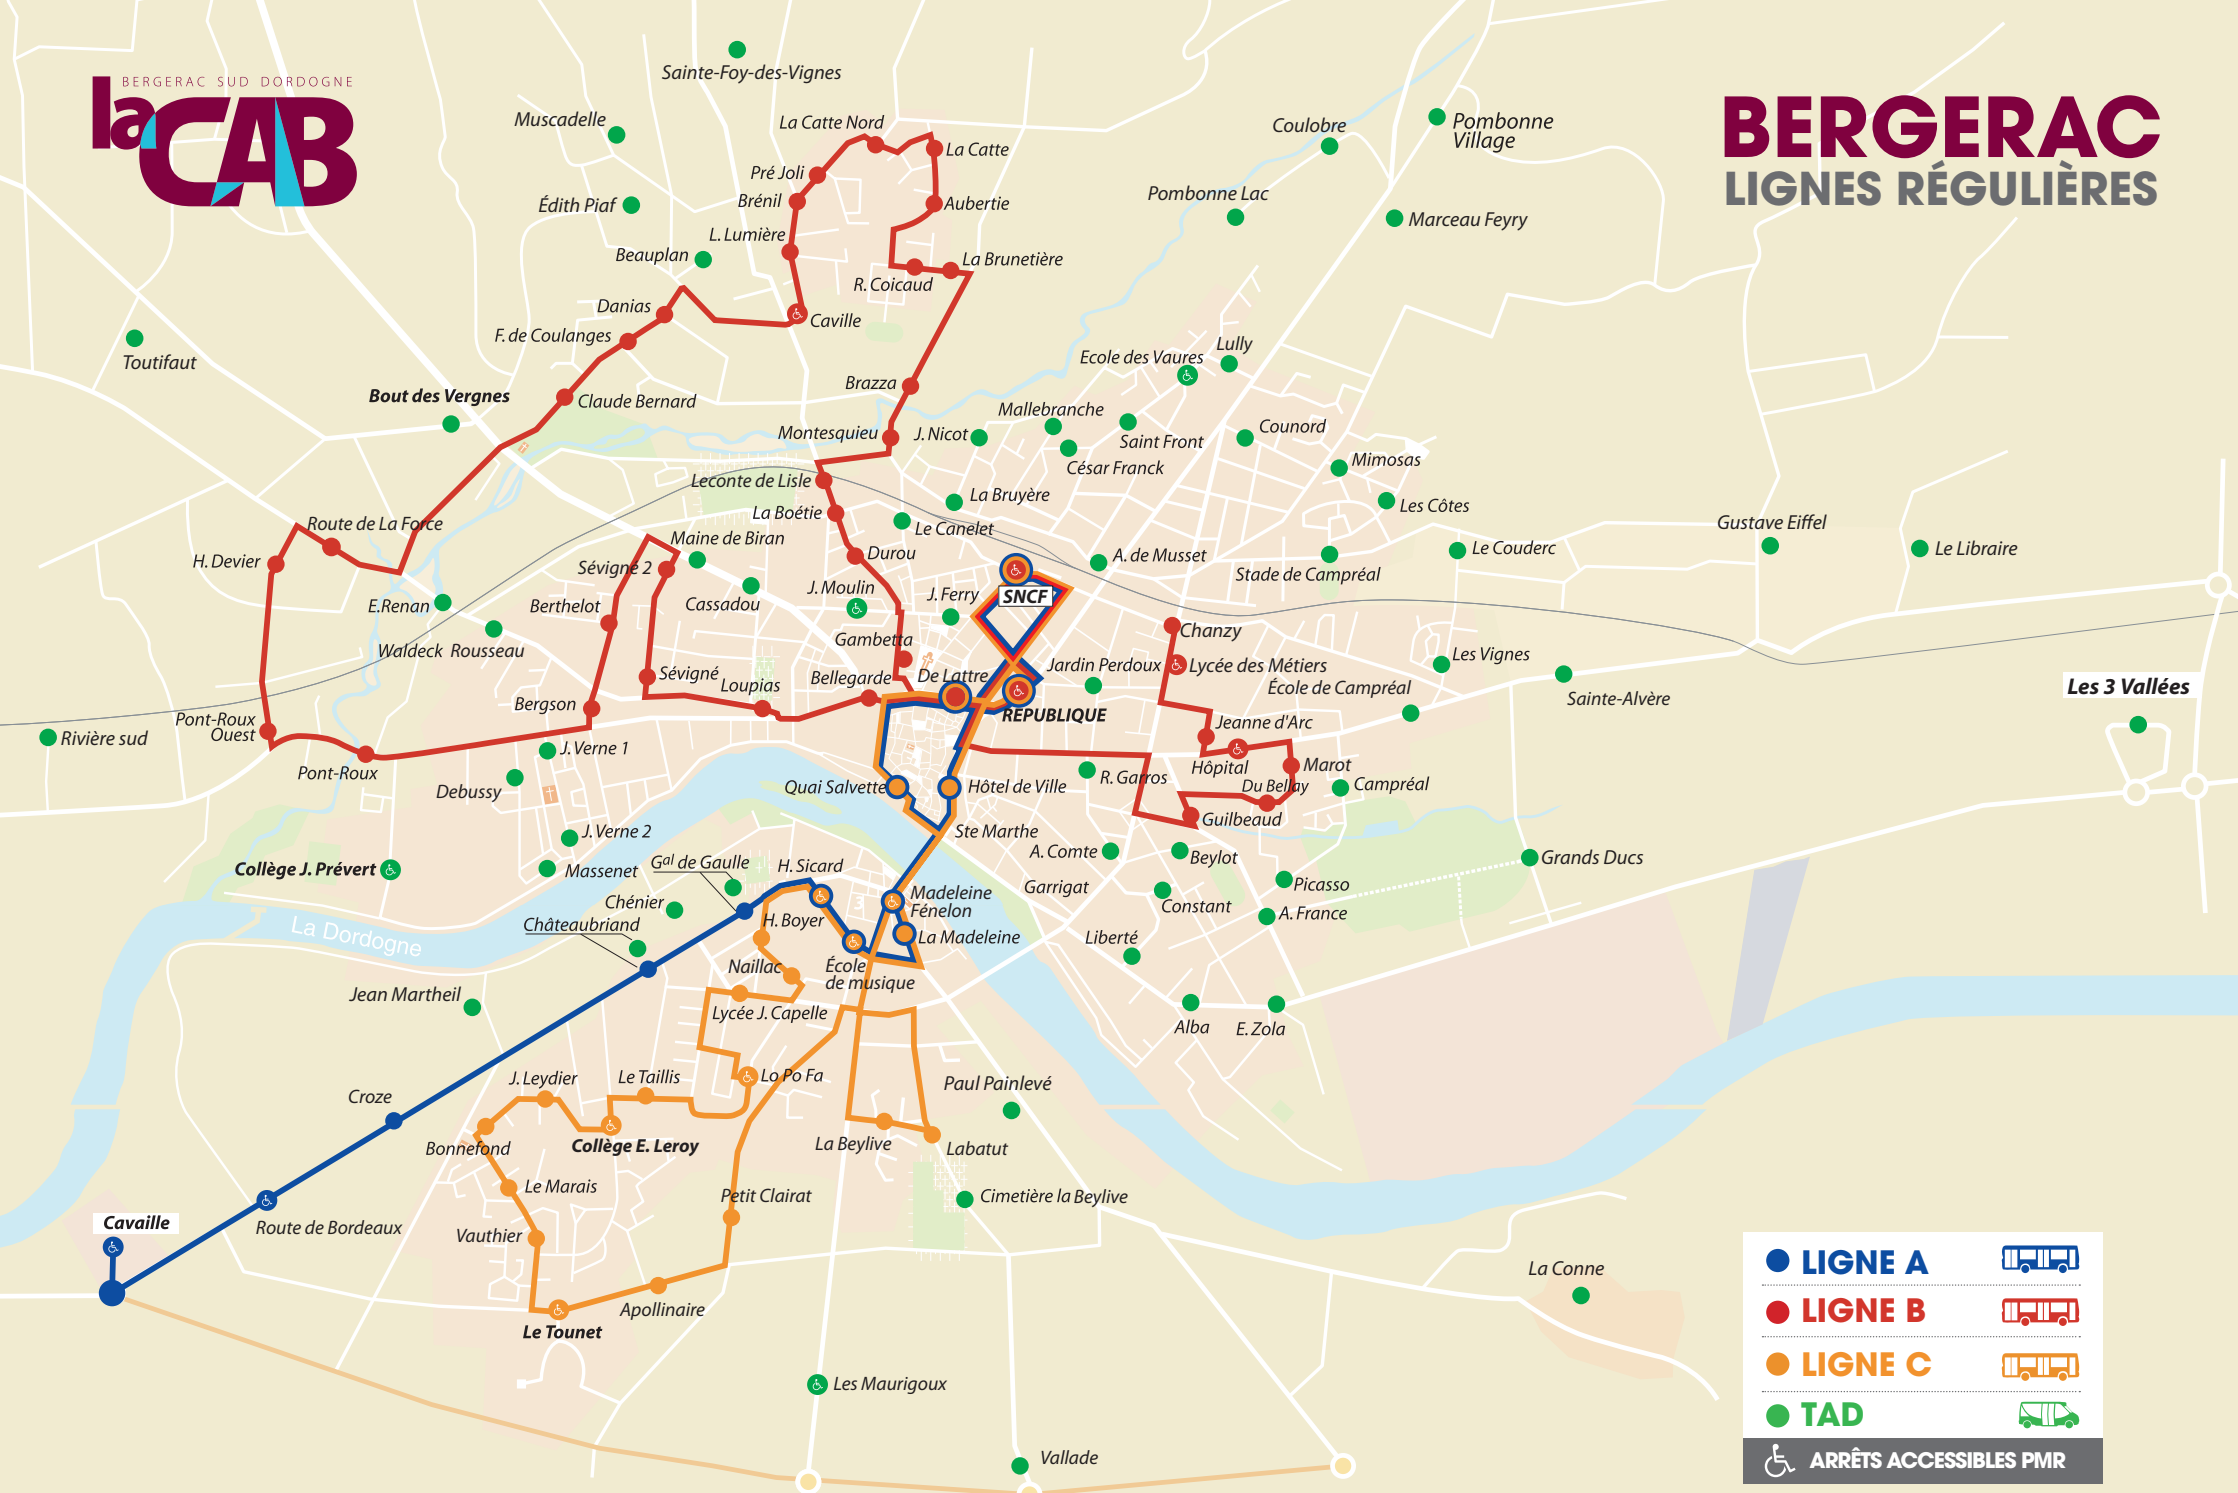 BERGERAC SUD DORDOGNE
la CAB
BERGERAC
LIGNES RÉGULIÈRES
Sainte-Foy-des-Vignes
Muscadelle
La Catte Nord
La Catte
Coulobre
Pombonne
Village
Pré Joli
Brénil
Édith Piaf
Aubertie
Pombonne Lac
Marceau Feyry
L. Lumière
Beauplan
La Brunetière
R. Coicaud
Danias
Caville
F. de Coulanges
Toutifaut
Ecole des Vaures
Lully
Brazza
Bout des Vergnes
Claude Bernard
Mallebranche
Montesquieu
J. Nicot
Saint Front
Counord
César Franck
Mimosas
Leconte de Lisle
La Bruyère
Les Côtes
La Boétie
Le Canelet
Route de La Force
Gustave Eiffel
Maine de Biran
H. Devier
Durou
A. de Musset
Le Couderc
Le Libraire
Sévigne 2
Stade de Campréal
J. Moulin
J. Ferry
SNCF
E.Renan
Berthelot
Cassadou
Chanzy
Gambetta
Waldeck Rousseau
Jardin Perdoux
Lycée des Métiers
Les Vignes
Sévigné
Loupias
Bellegarde
De Lattre
École de Campréal
Sainte-Alvère
Les 3 Vallées
Bergson
REPUBLIQUE
Pont-Roux
Ouest
Rivière sud
Jeanne d'Arc
J. Verne 1
Pont-Roux
Hôpital
Marot
Debussy
Quai Salvette
Hôtel de Ville
R. Garros
Du Bellay
Campréal
Guilbeaud
J. Verne 2
Ste Marthe
A. Comte
Beylot
Grands Ducs
Collège J. Prévert
Massenet
Gal de Gaulle
H. Sicard
Garrigat
Picasso
Chénier
Madeleine
Fénelon
Constant
A. France
Châteaubriand
H. Boyer
La Dordogne
La Madeleine
Liberté
Naillac
École
de musique
Jean Martheil
Lycée J. Capelle
Alba
E. Zola
J. Leydier
Le Taillis
Lo Po Fa
Paul Painlevé
Croze
Bonnefond
Collège E. Leroy
La Beylive
Labatut
Le Marais
Petit Clairat
Cimetière la Beylive
Cavaille
Route de Bordeaux
Vauthier
La Conne
Apollinaire
Le Tounet
Les Maurigoux
Vallade
3
LIGNE A
LIGNE B
LIGNE C
TAD
ARRÊTS ACCESSIBLES PMR